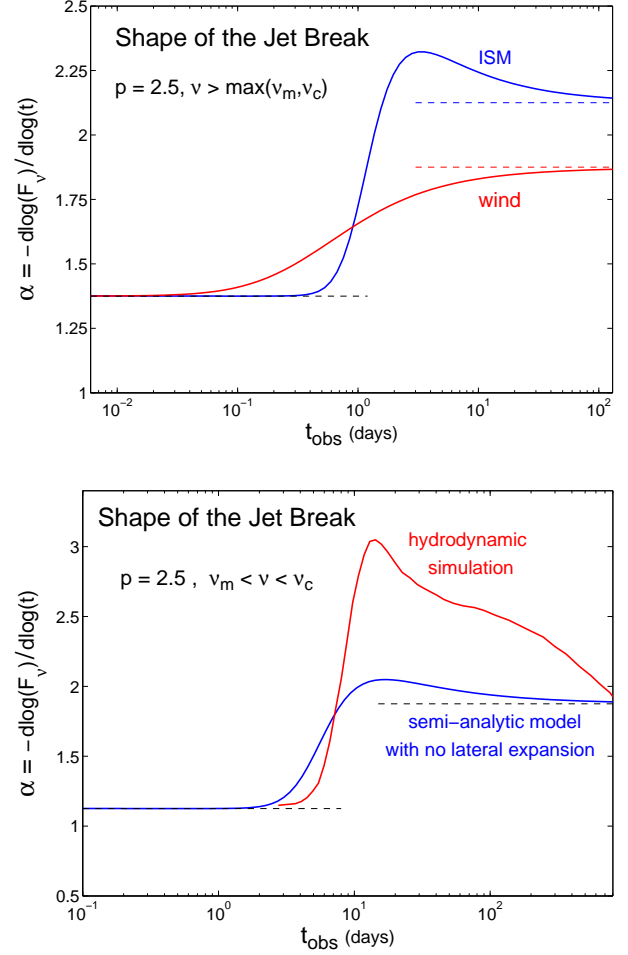 2.5
Shape of the Jet Break
ISM
2.25
p = 2.5, ν > max(νm,νc)
2
α = −dlog(Fν)/dlog(t)
1.75
wind
1.5
1.25
1
10−2 10−1 100 101 102
tobs (days)
Shape of the Jet Break
hydrodynamic
simulation
3
p = 2.5 , νm < ν < νc
2.5
α = −dlog(Fν)/dlog(t)
2
semi−analytic model
with no lateral expansion
1.5
1
0.5
10−1 100 101 102
tobs (days)